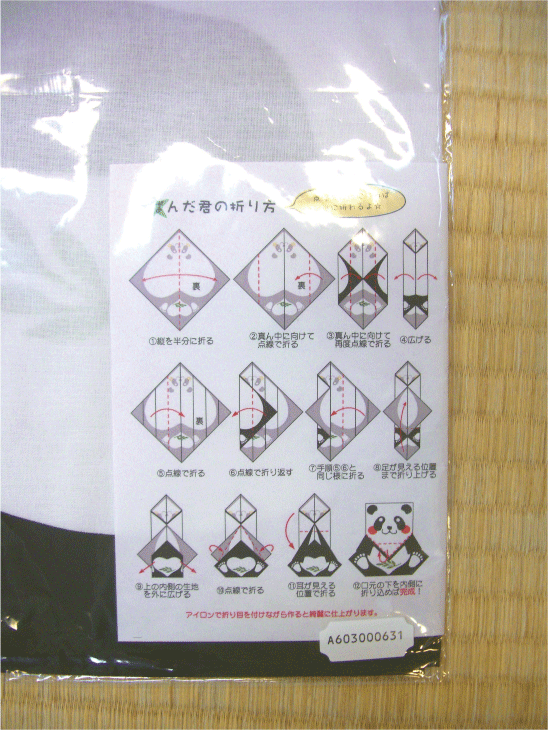 んだ君の折り方
裏
裏
①縦を半分に折る
②真ん中に向けて
点線で折る
③真ん中に向けて
再度点線で折る
④広げる
裏
⑤点線で折る
⑥点線で折り返す
⑦手順⑤⑥と
同じ様に折る
⑧足が見える位置
まで折り上げる
⑨上の内側の生地
を外に広げる
⑩点線で折る
⑪耳が見える
位置で折る
⑫口元の下を内側に
折り込めば完成！
アイロンで折り目を付けながら作ると綺麗に仕上がります。
A603000631